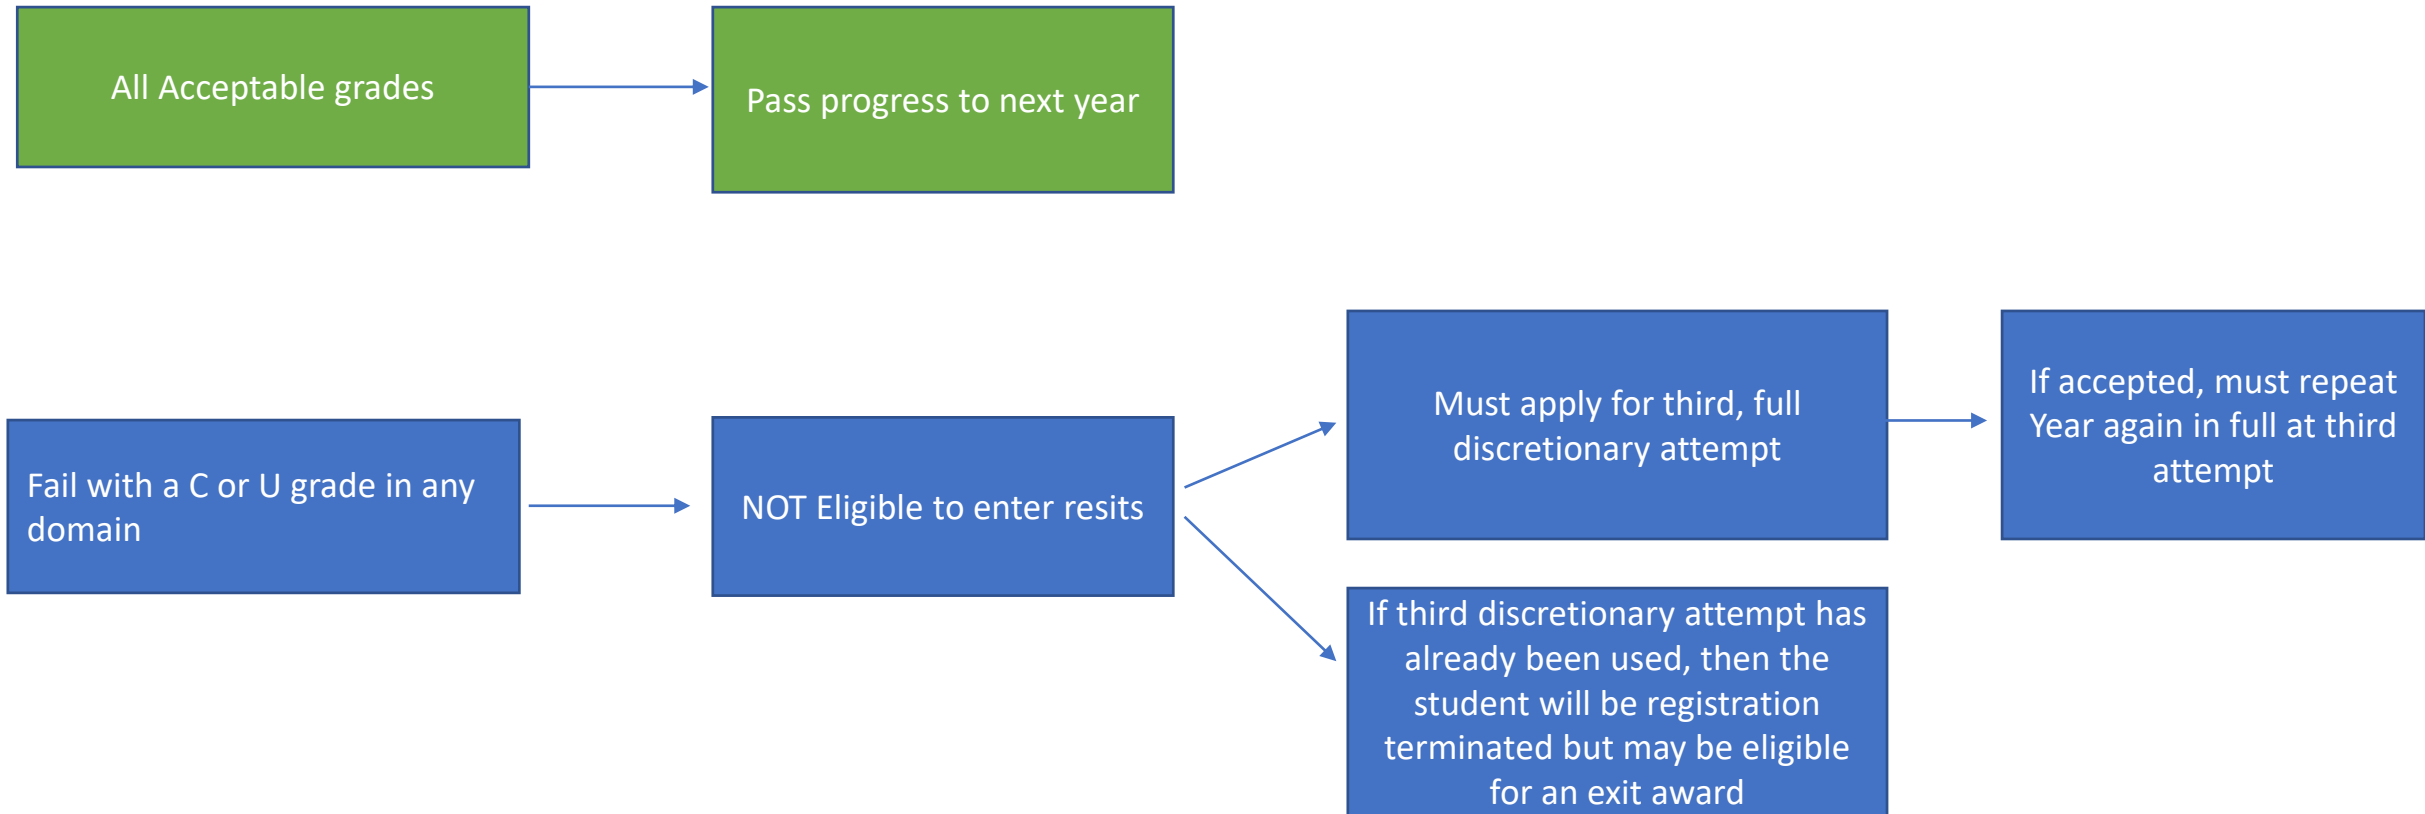 All Acceptable grades
Pass progress to next year
Fail with a C or U grade in any
domain
NOT Eligible to enter resits
Must apply for third, full
discretionary attempt
If accepted, must repeat
Year again in full at third
attempt
If third discretionary attempt has
already been used, then the
student will be registration
terminated but may be eligible
for an exit award